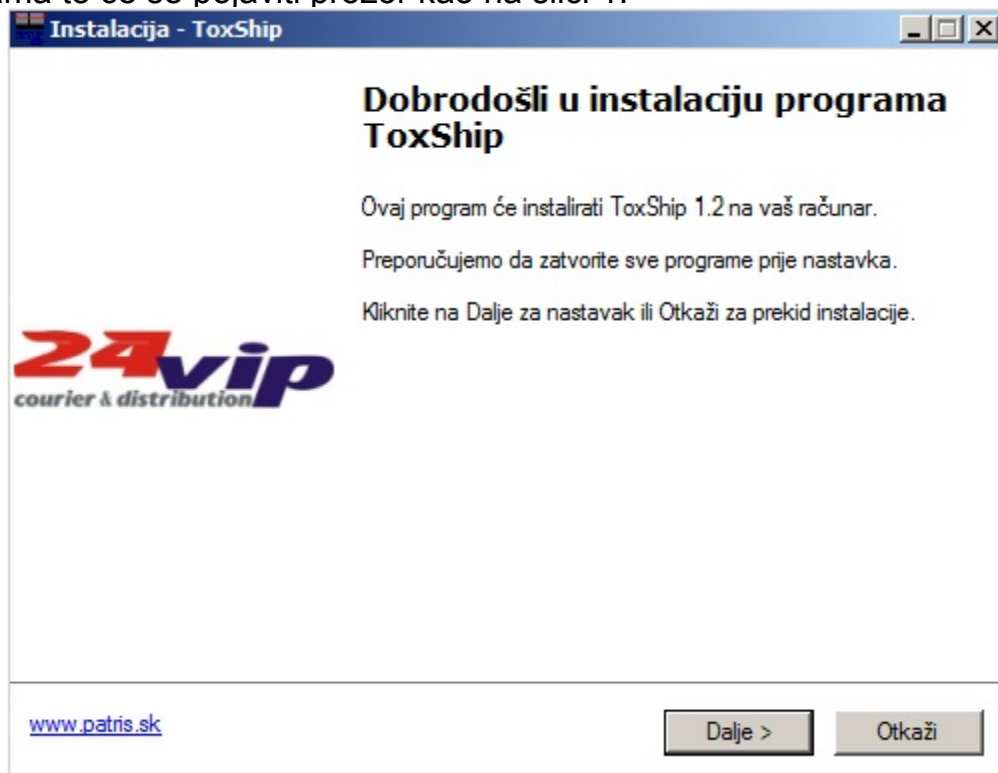 Instalacija - ToxShip
Dobrodošli u instalaciju programa
ToxShip
Ovaj program će instalirati ToxShip 1.2 na vaš računar.
Preporučujemo da zatvorite sve programe prije nastavka.
Kliknite na Dalje za nastavak ili Otkaži za prekid instalacije.
24vip
courier & distribution
www.patris.sk
Dalje >
Otkaži